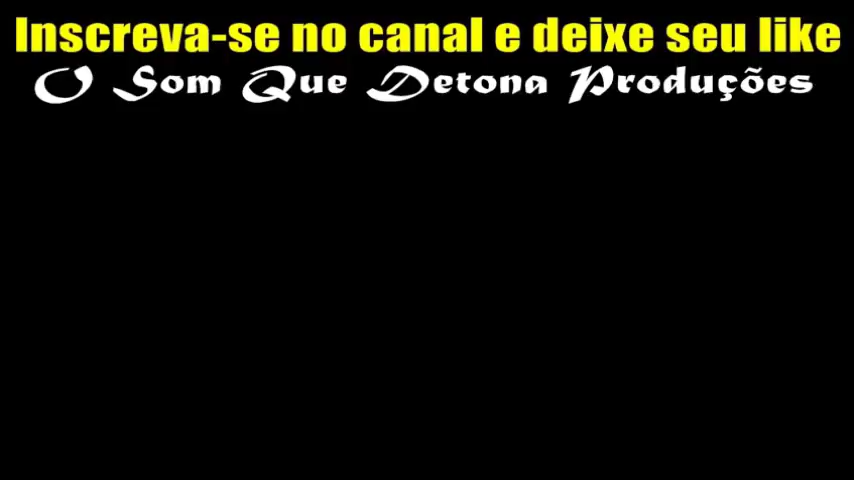 Inscreva-se no canal e deixe seu like
O Som Que Detona Produções